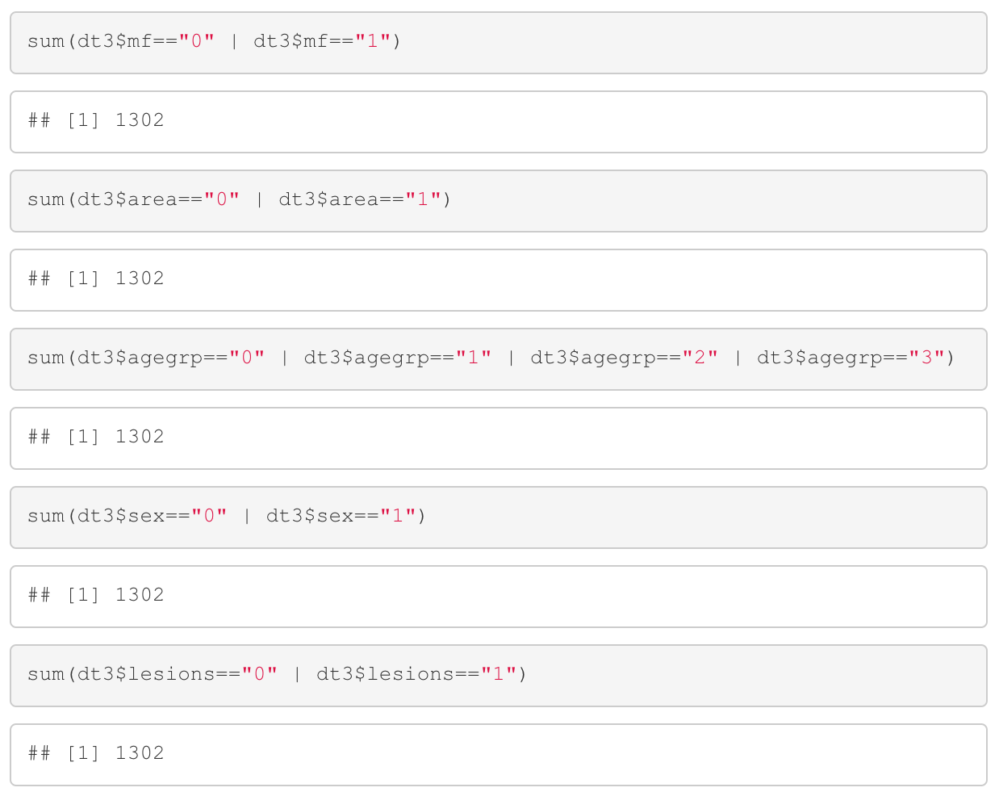 sum(dt3$mf=="0" | dt3$mf=="1")
## [1] 1302
sum(dt3$area=="0" | dt3$area=="1")
## [1] 1302
sum(dt3$agegrp=="0" | dt3$agegrp=="1" | dt3$agegrp=="2" | dt3$agegrp=="3")
## [1] 1302
sum(dt3$sex=="0" | dt3$sex=="1")
## [1] 1302
sum(dt3$lesions=="0" | dt3$lesions=="1")
## [1] 1302